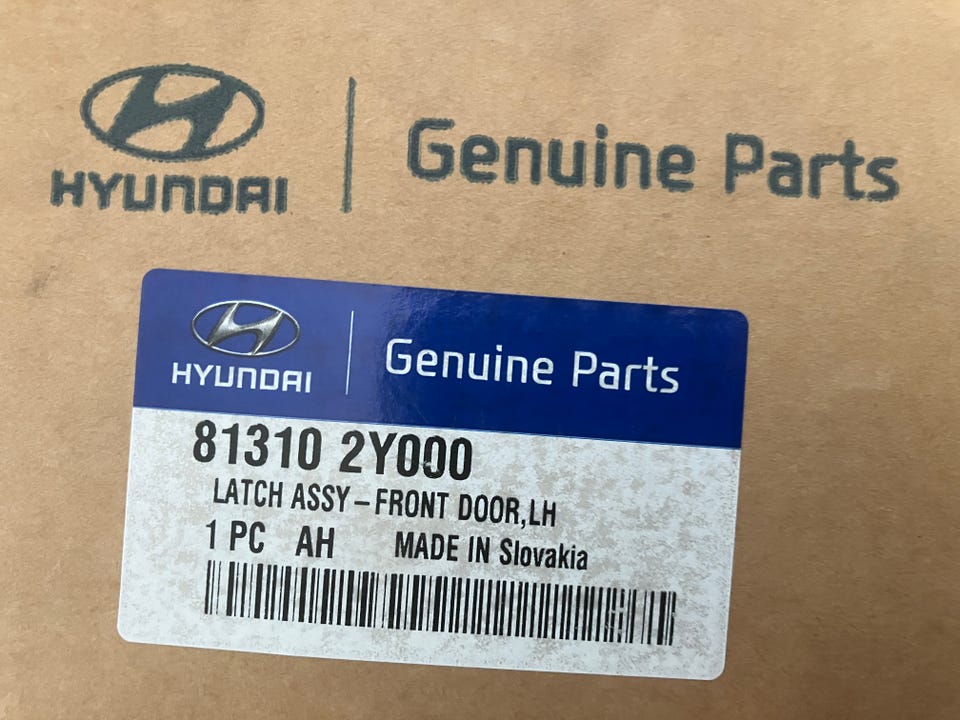 HYUNDAI | Genuine Parts
HYUNDAI | Genuine Parts
81310 2Y000
LATCH ASSY – FRONT DOOR,LH
1 PC AH MADE IN Slovakia